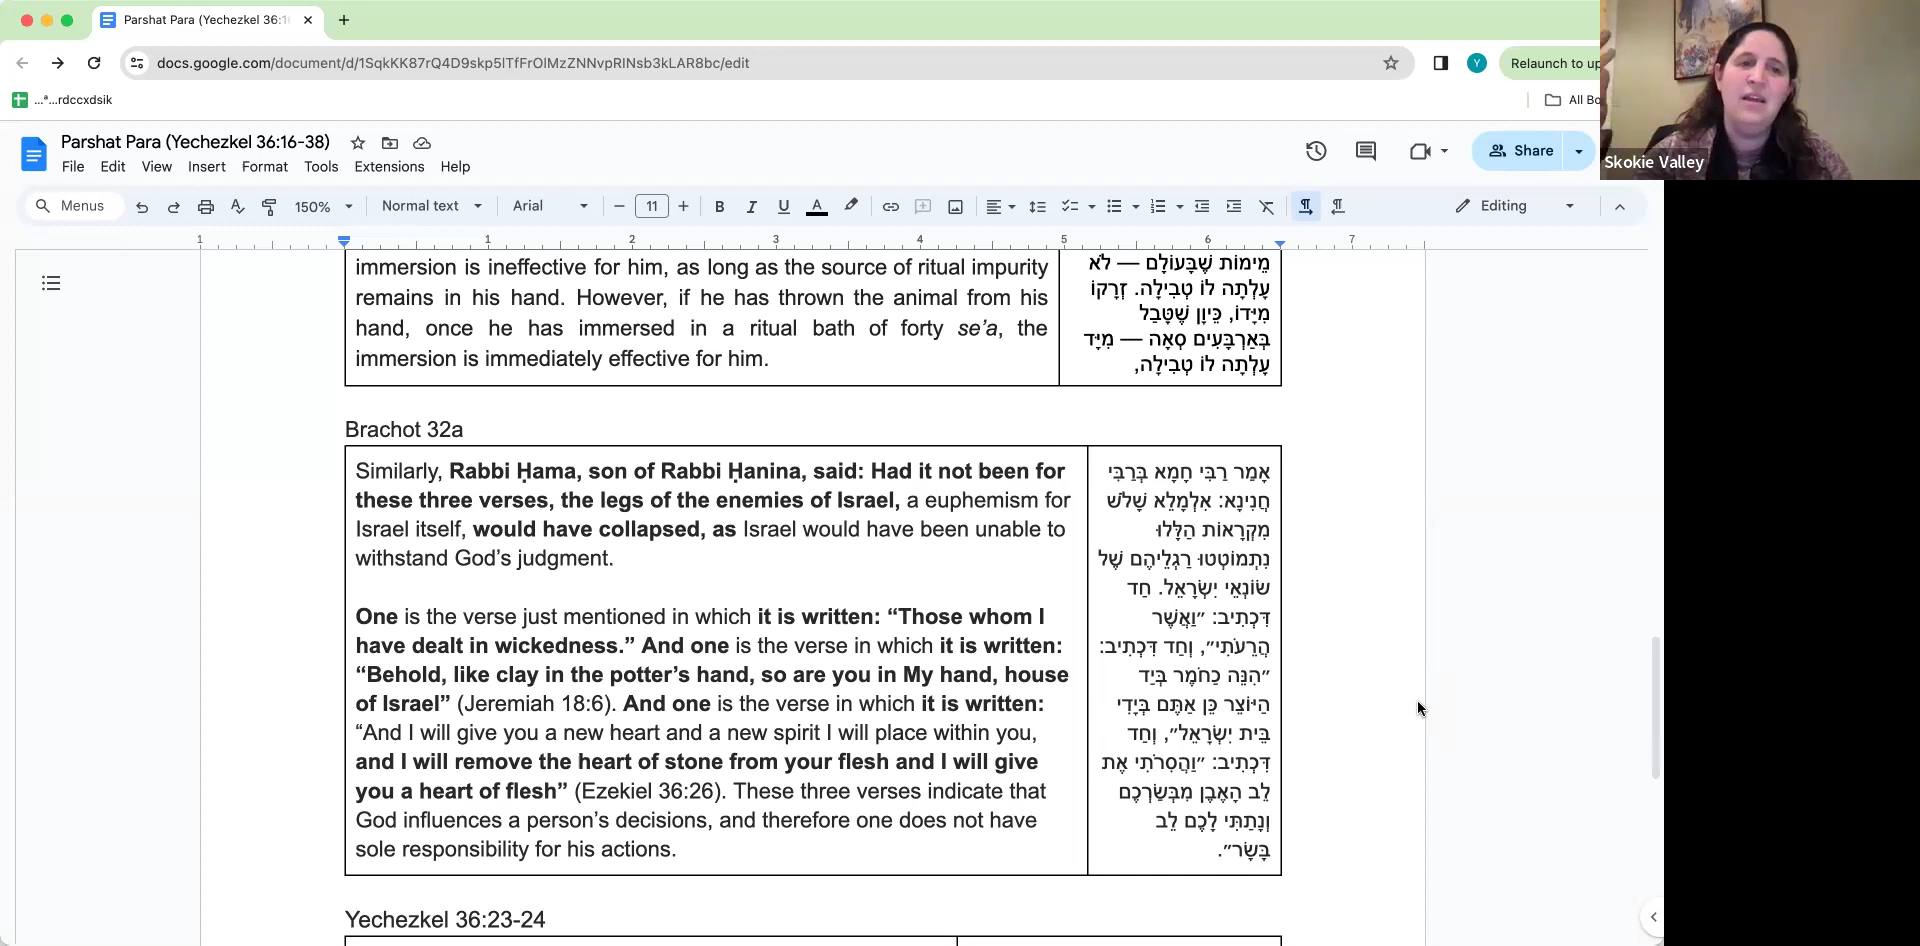 Parshat Para (Yechezkel 36:1
docs.google.com/document/d/1SqkKK87rQ4D9skp5ITfFrOlMzZNNvpRlNsb3kLAR8bc/edit
Y
Relaunch to up
...ª...rdccxdsik
All Bo
Parshat Para (Yechezkel 36:16-38)
File Edit View Insert Format Tools Extensions Help
Share
Skokie Valley
Menus 150% Normal text Arial 11 B I U A Editing
1 1 2 3 4 5 6 7
immersion is ineffective for him, as long as the source of ritual impurity
remains in his hand. However, if he has thrown the animal from his
hand, once he has immersed in a ritual bath of forty se’a, the
immersion is immediately effective for him.
מֵימוֹת שֶׁבָּעוֹלָם — לֹא
עָלְתָה לוֹ טְבִילָה. זְרָקוֹ
מִיָּדוֹ, כֵּיוָן שֶׁטָּבַל
בְּאַרְבָּעִים סְאָה — מִיָּד
עָלְתָה לוֹ טְבִילָה,
Brachot 32a
Similarly, Rabbi Ḥama, son of Rabbi Ḥanina, said: Had it not been for
these three verses, the legs of the enemies of Israel, a euphemism for
Israel itself, would have collapsed, as Israel would have been unable to
withstand God’s judgment.
One is the verse just mentioned in which it is written: “Those whom I
have dealt in wickedness.” And one is the verse in which it is written:
“Behold, like clay in the potter’s hand, so are you in My hand, house
of Israel” (Jeremiah 18:6). And one is the verse in which it is written:
“And I will give you a new heart and a new spirit I will place within you,
and I will remove the heart of stone from your flesh and I will give
you a heart of flesh” (Ezekiel 36:26). These three verses indicate that
God influences a person’s decisions, and therefore one does not have
sole responsibility for his actions.
אָמַר רַבִּי חָמָא בְּרַבִּי
חֲנִינָא: אִלְמָלֵא שָׁלֹשׁ
מִקְרָאוֹת הַלָּלוּ
נִתְמוֹטְטוּ רַגְלֵיהֶם שֶׁל
שׂוֹנְאֵי יִשְׂרָאֵל. חַד
דִּכְתִיב: ״וַאֲשֶׁר
הֲרֵעֹתִי״, וְחַד דִּכְתִיב:
״הִנֵּה כַחֹמֶר בְּיַד
הַיּוֹצֵר כֵּן אַתֶּם בְּיָדִי
בֵּית יִשְׂרָאֵל״, וְחַד
דִּכְתִיב: ״וַהֲסִרֹתִי אֶת
לֵב הָאֶבֶן מִבְּשַׂרְכֶם
וְנָתַתִּי לָכֶם לֵב
בָּשָׂר״.
Yechezkel 36:23-24